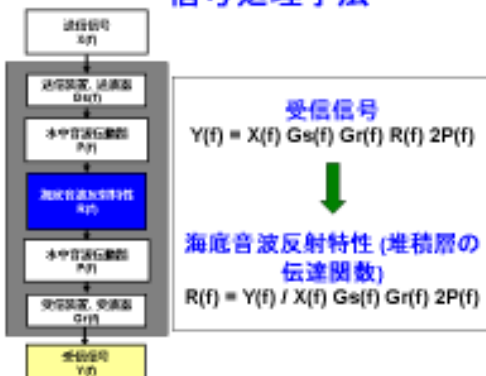 信号処理手法
送信信号
X(f)
送信装置、送波器
Gs(f)
水中音波伝搬路
P(f)
海底音波反射特性
R(f)
水中音波伝搬路
P(f)
受信装置、受波器
Gr(f)
受信信号
Y(f)
受信信号
Y(f) = X(f) Gs(f) Gr(f) R(f) 2P(f)
海底音波反射特性 (堆積層の
伝達関数)
R(f) = Y(f) / X(f) Gs(f) Gr(f) 2P(f)